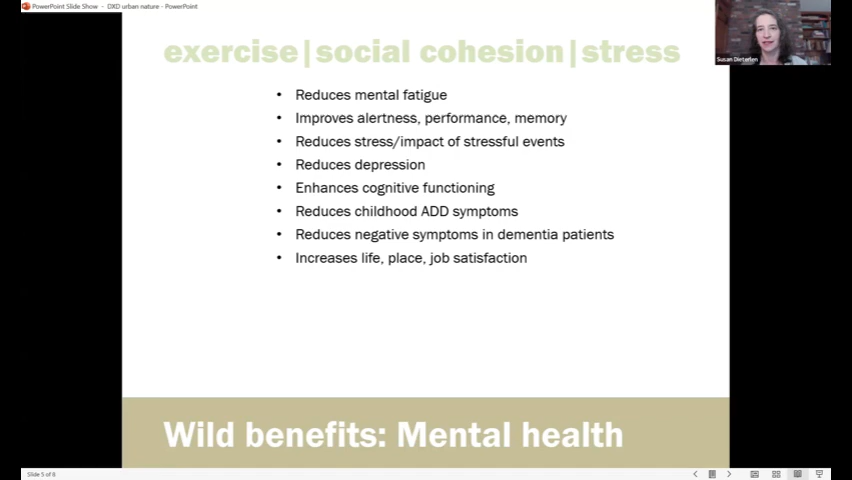 PowerPoint Slide Show - DXD urban nature - PowerPoint
exercise|social cohesion|stress
Susan Dieterlen
• Reduces mental fatigue
• Improves alertness, performance, memory
• Reduces stress/impact of stressful events
• Reduces depression
• Enhances cognitive functioning
• Reduces childhood ADD symptoms
• Reduces negative symptoms in dementia patients
• Increases life, place, job satisfaction
Wild benefits: Mental health
Slide 5 of 8